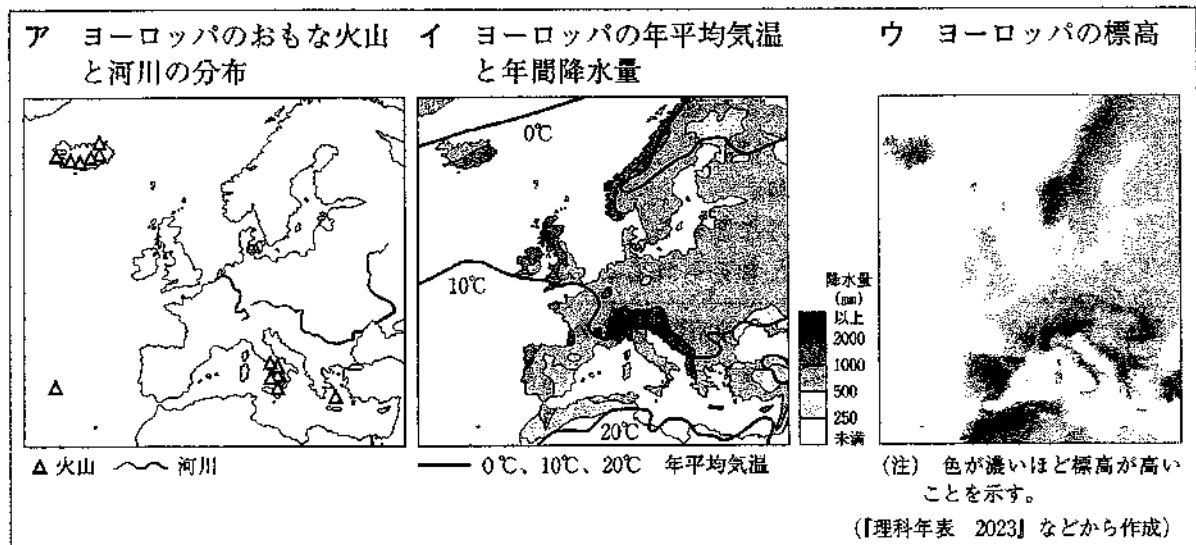 ア ヨーロッパのおもな火山
と河川の分布
イ ヨーロッパの年平均気温
と年間降水量
ウ ヨーロッパの標高
0℃
10℃
20℃
降水量
(mm)
以上
2000
1000
500
250
未満
△ 火山 河川
0℃、10℃、20℃ 年平均気温
(注) 色が濃いほど標高が高い
ことを示す。
(『理科年表 2023』などから作成)